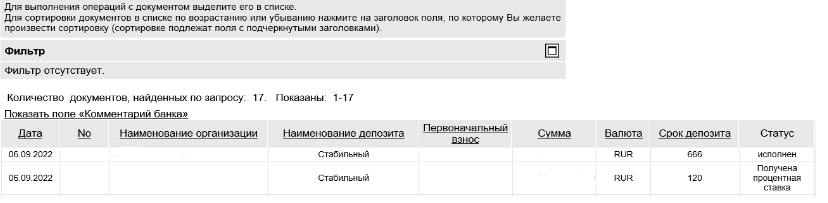 Для выполнения операций с документом выделите его в списке.
Для сортировки документов в списке по возрастанию или убыванию нажмите на заголовок поля, по которому Вы желаете
произвести сортировку (сортировке подлежат поля с подчеркнутыми заголовками).
Фильтр
Фильтр отсутствует.
Количество документов, найденных по запросу: 17. Показаны: 1-17
Показать поле «Комментарий банка»
Дата No Наименование организации Наименование депозита Первоначальный взнос Сумма Валюта Срок депозита Статус
06.09.2022 Стабильный RUR 666 исполнен
06.09.2022 Стабильный RUR 120 Получена процентная ставка